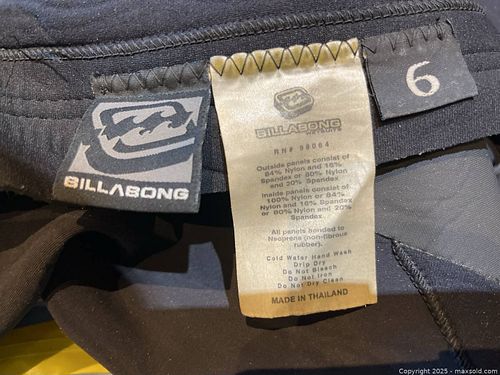 BILLABONG
BILLABONG
WETSUITS
RN# 98064
Outside panels consist of
84% Nylon and 16%
Spandex or 80% Nylon
and 20% Spandex
Inside panels consist of
100% Nylon or 84%
Nylon and 16% Spandex
or 80% Nylon and 20%
Spandex
All panels bonded to
Neoprene (non-fibrous
rubber).
Cold Water Hand Wash
Drip Dry
Do Not Bleach
Do Not Iron
Do Not Dry Clean
MADE IN THAILAND
6
Copyright 2025 - maxsold.com